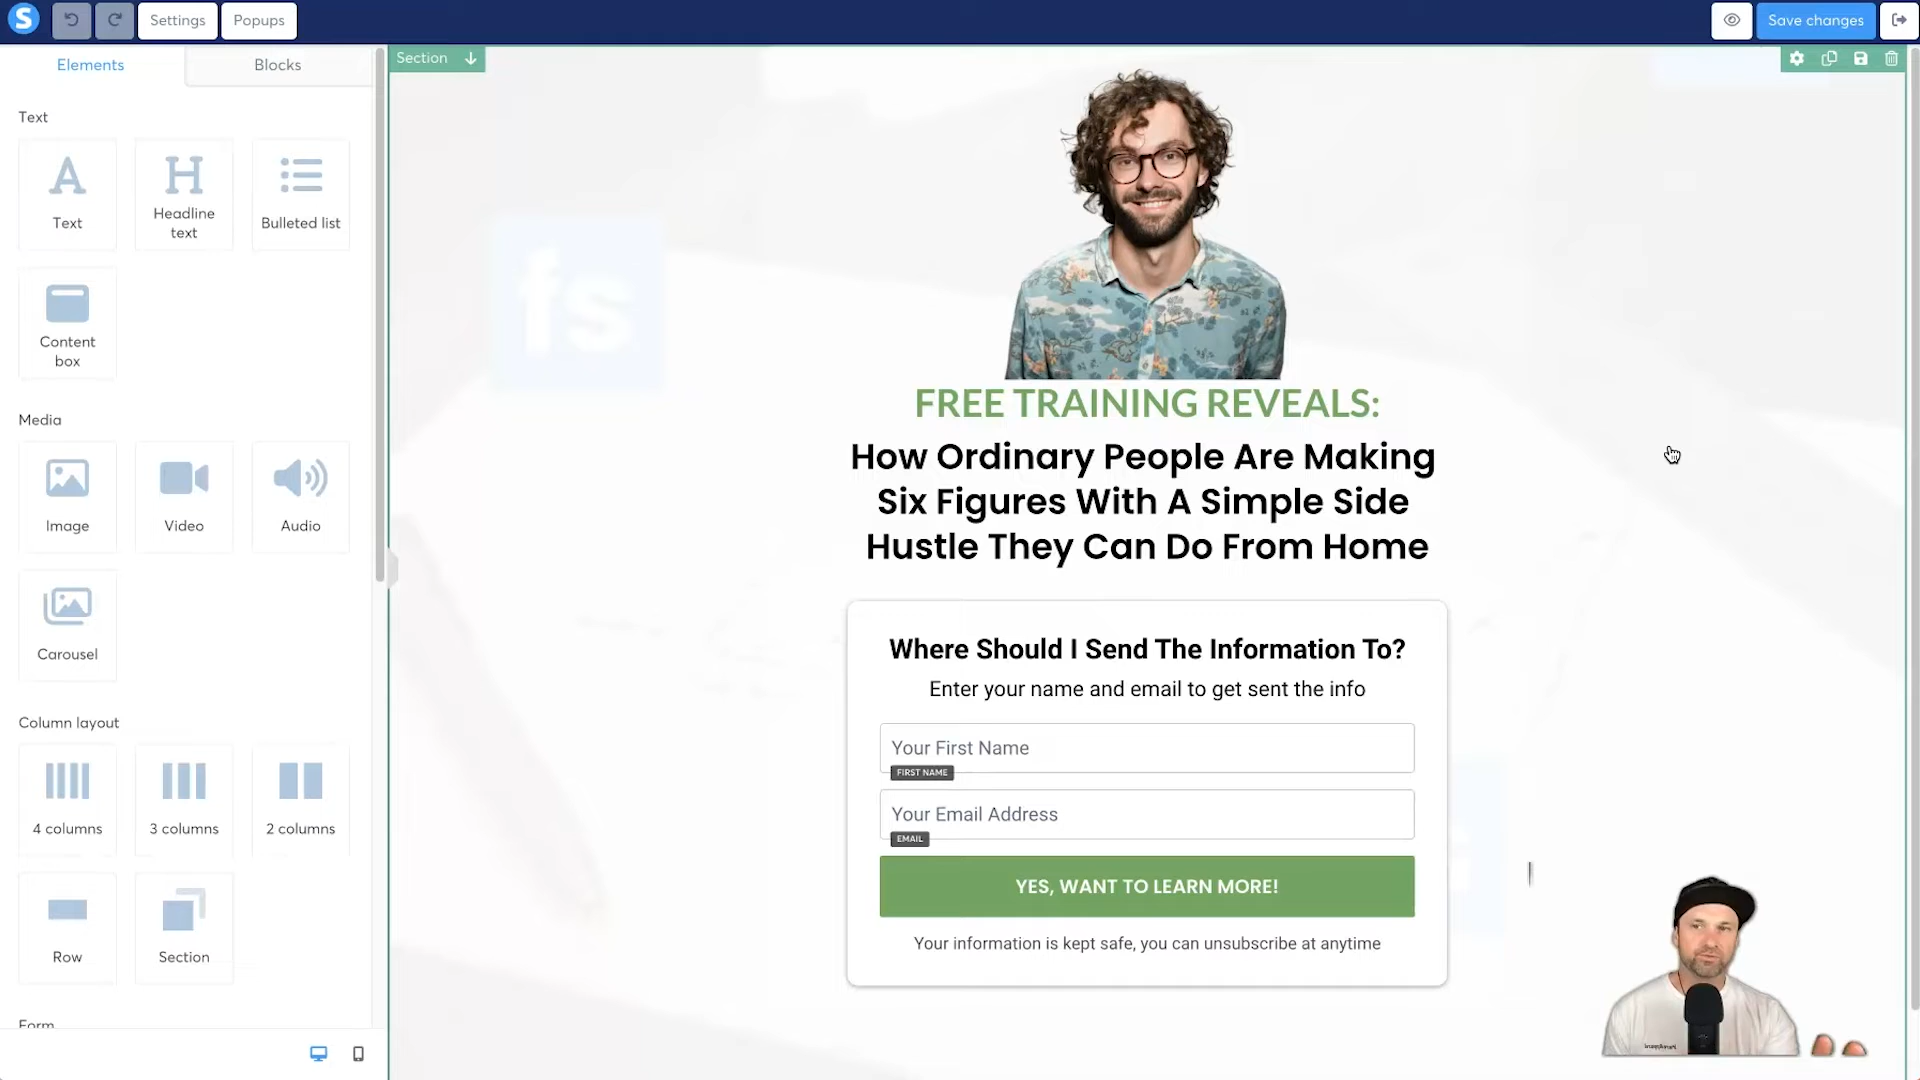 S
Settings
Popups
Save changes
Elements
Blocks
Section
Text
A
Text
H
Headline
text
Bulleted list
Content
box
Media
Image
Video
Audio
Carousel
Column layout
4 columns
3 columns
2 columns
Row
Section
Form
fs
FREE TRAINING REVEALS:
How Ordinary People Are Making
Six Figures With A Simple Side
Hustle They Can Do From Home
Where Should I Send The Information To?
Enter your name and email to get sent the info
Your First Name
FIRST NAME
Your Email Address
EMAIL
YES, WANT TO LEARN MORE!
Your information is kept safe, you can unsubscribe at anytime